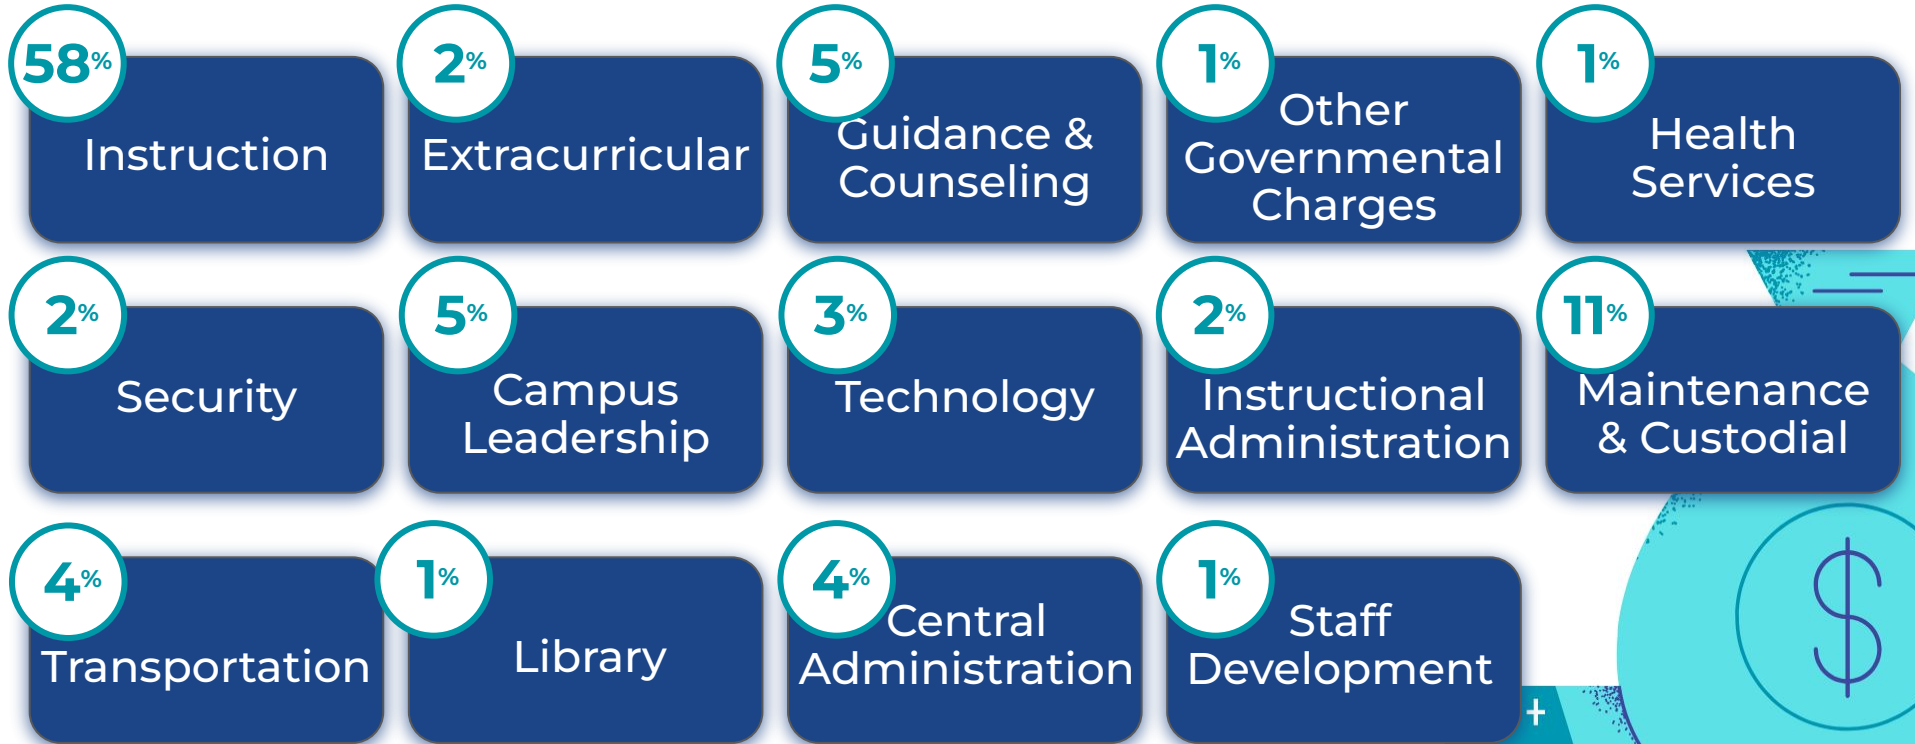 58%
Instruction
2%
Extracurricular
5%
Guidance &
Counseling
1%
Other
Governmental
Charges
1%
Health
Services
2%
Security
5%
Campus
Leadership
3%
Technology
2%
Instructional
Administration
11%
Maintenance
& Custodial
4%
Transportation
1%
Library
4%
Central
Administration
1%
Staff
Development
$
+